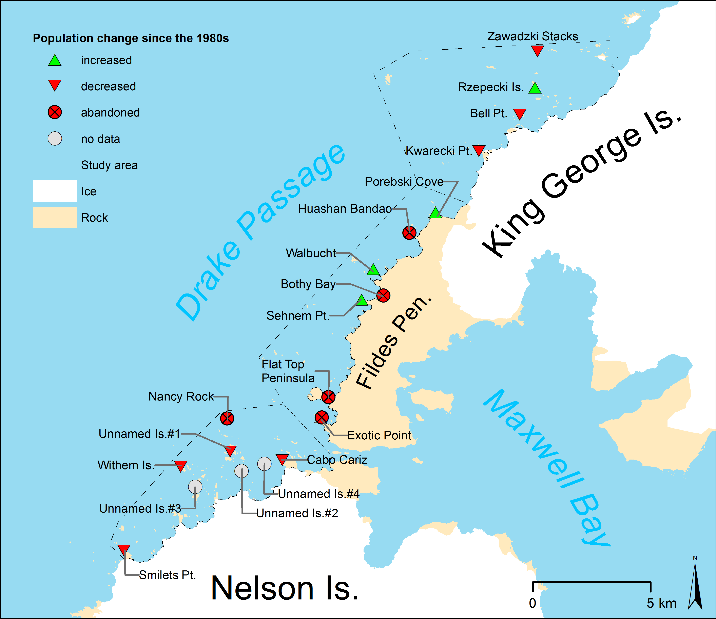 Population change since the 1980s
increased
decreased
abandoned
no data
Study area
Ice
Rock
Zawadzki Stacks
Rzepecki Is.
Bell Pt.
Kwarecki Pt.
Porebski Cove
King George Is.
Drake Passage
Huashan Bandao
Walbucht
Bothy Bay
Sehnem Pt.
Fildes Pen.
Flat Top
Peninsula
Nancy Rock
Exotic Point
Maxwell Bay
Unnamed Is.#1
Withem Is.
Cabo Cariz
Unnamed Is.#4
Unnamed Is.#3
Unnamed Is.#2
Smilets Pt.
Nelson Is.
N
0
5 km